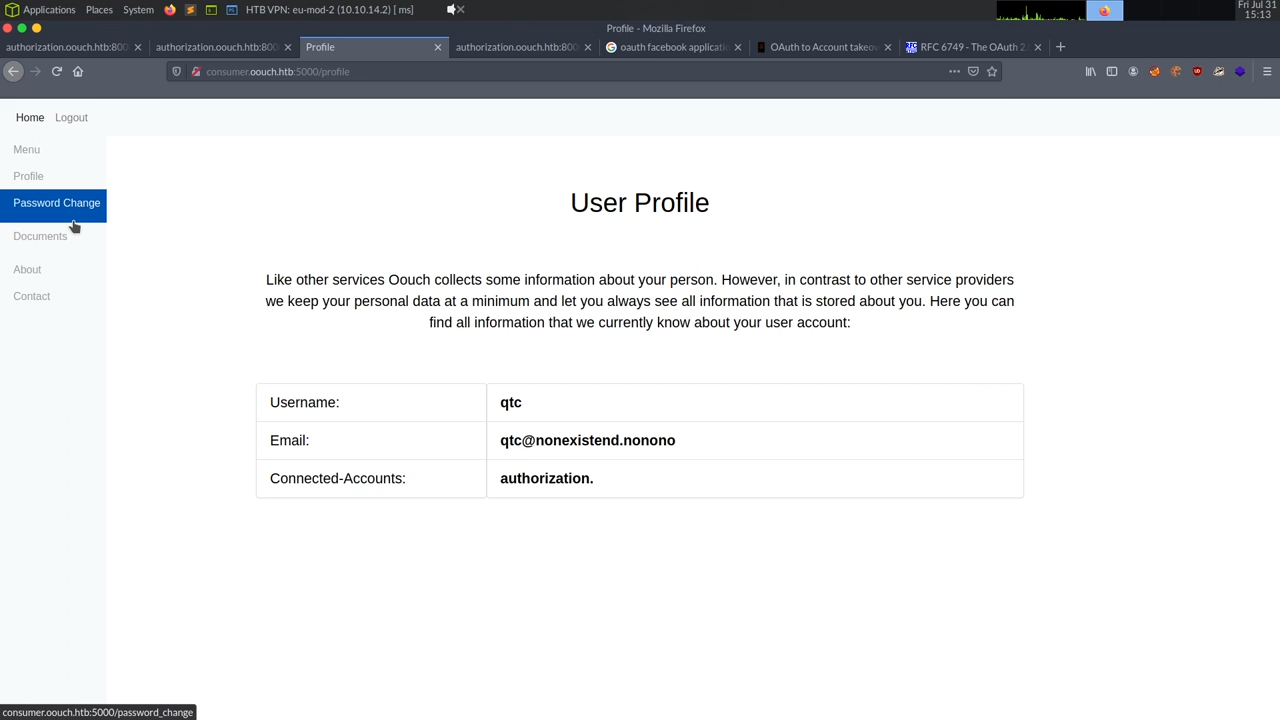 Applications Places System HTB VPN: eu-mod-2 (10.10.14.2) [ ms] Fri Jul 31
15:13
Profile - Mozilla Firefox
authorization.oouch.htb:800 authorization.oouch.htb:800 Profile authorization.oouch.htb:800 oauth facebook applicati OAuth to Account takeov RFC 6749 - The OAuth 2.
consumer.oouch.htb:5000/profile
Home Logout
Menu
Profile
Password Change
Documents
About
Contact
User Profile
Like other services Oouch collects some information about your person. However, in contrast to other service providers
we keep your personal data at a minimum and let you always see all information that is stored about you. Here you can
find all information that we currently know about your user account:
Username: qtc
Email: qtc@nonexistend.nonono
Connected-Accounts: authorization.
consumer.oouch.htb:5000/password_change